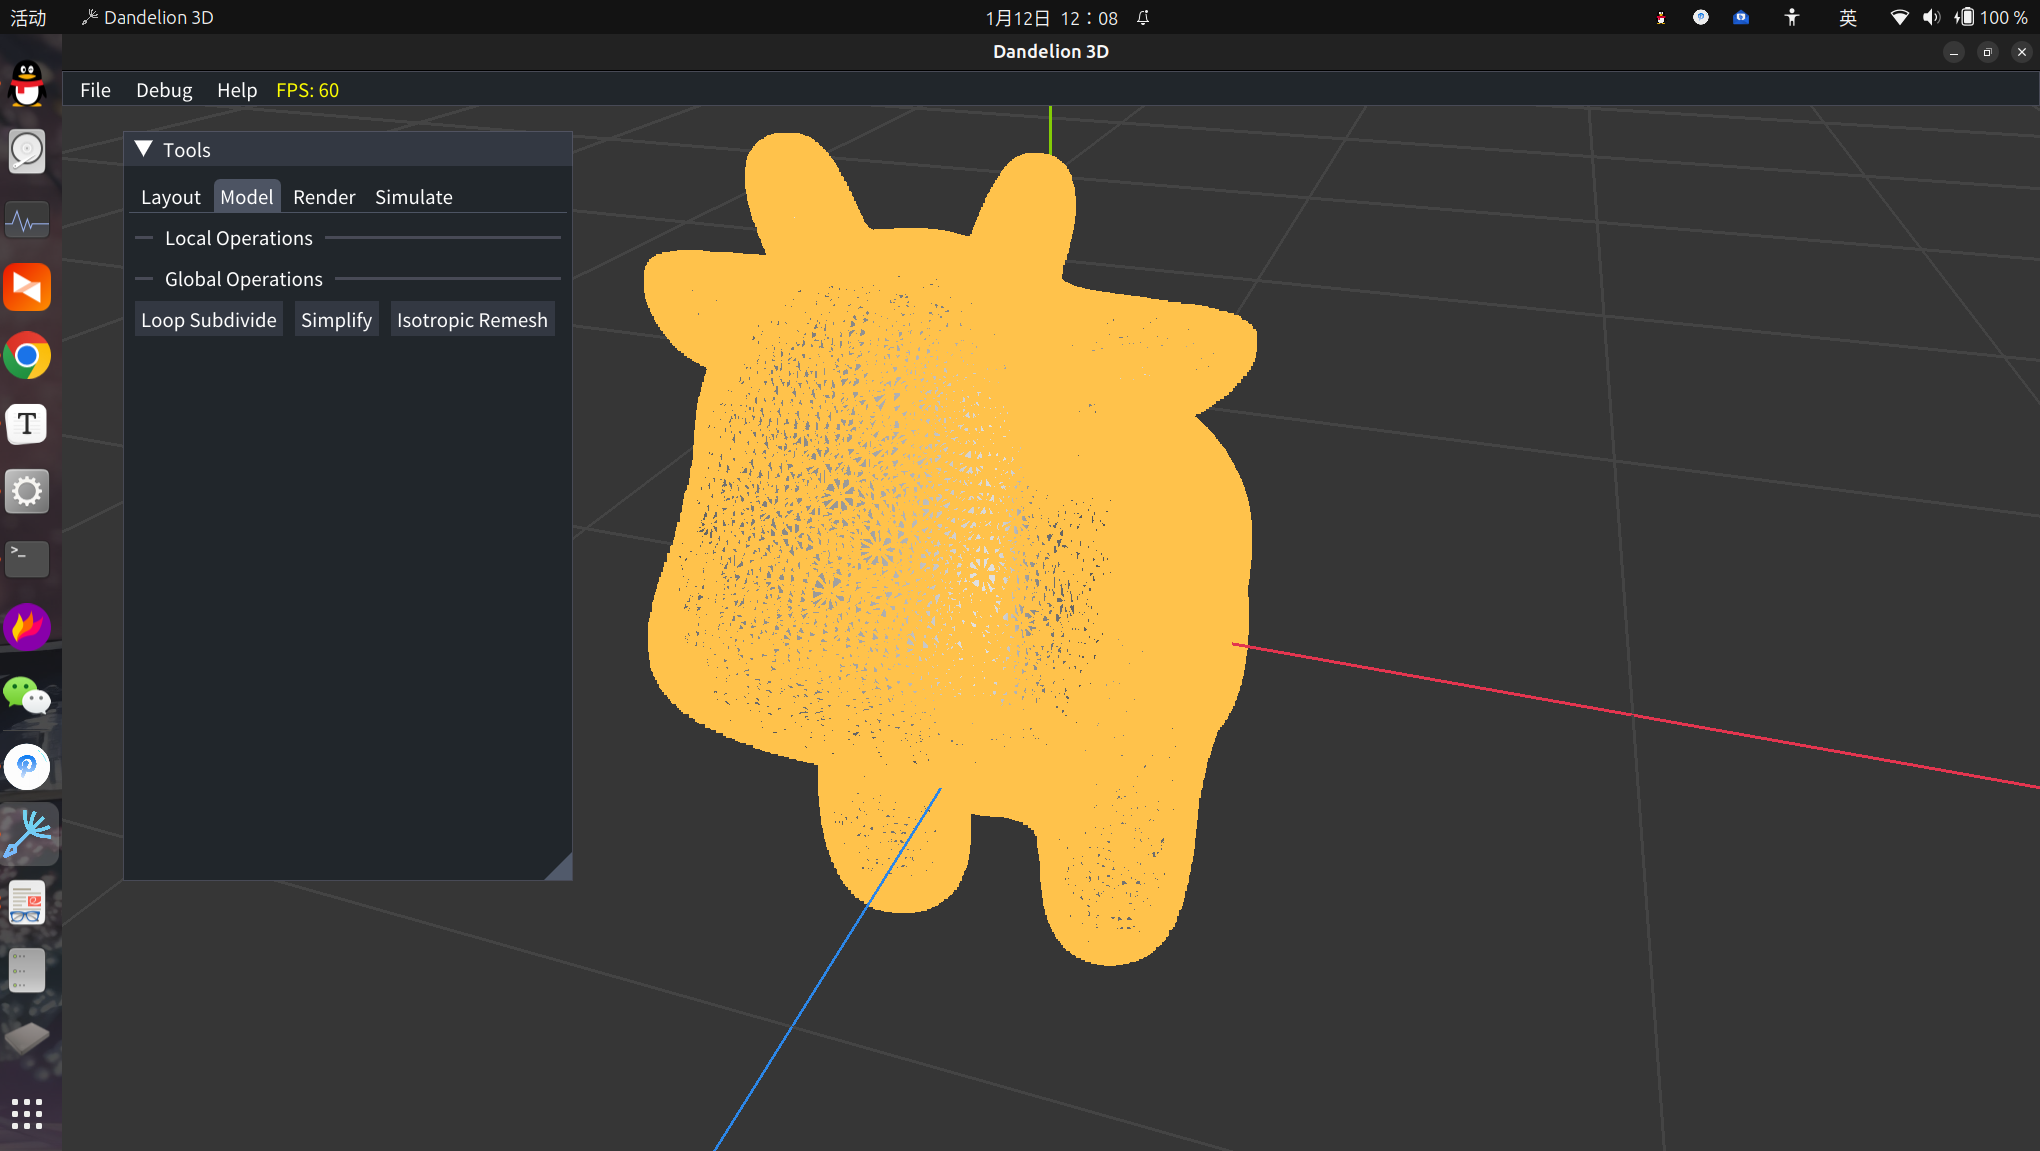 活动 Dandelion 3D 1月12日 12：08 英 100 %
Dandelion 3D
File Debug Help FPS: 60
Tools
Layout Model Render Simulate
Local Operations
Global Operations
Loop Subdivide Simplify Isotropic Remesh
T
>_